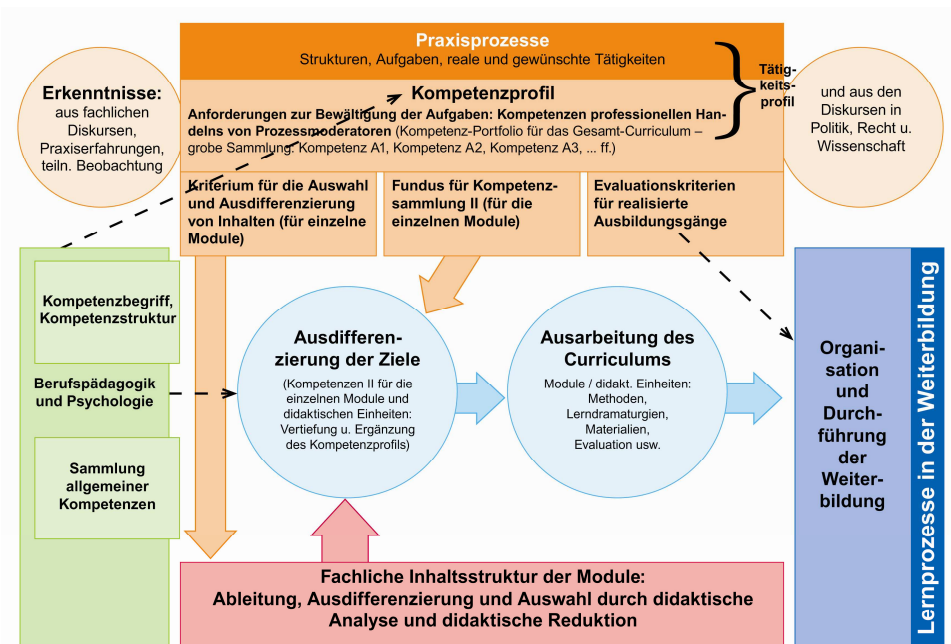 Praxisprozesse
Strukturen, Aufgaben, reale und gewünschte Tätigkeiten
Tätig-
keits-
profil
Erkenntnisse:
aus fachlichen
Diskursen,
Praxiserfahrungen,
teiln. Beobachtung
Kompetenzprofil
Anforderungen zur Bewältigung der Aufgaben: Kompetenzen professionellen Han-
delns von Prozessmoderatoren (Kompetenz-Portfolio für das Gesamt-Curriculum –
grobe Sammlung: Kompetenz A1, Kompetenz A2, Kompetenz A3, ... ff.)
und aus den
Diskursen in
Politik, Recht u.
Wissenschaft
Kriterium für die Auswahl
und Ausdifferenzierung
von Inhalten (für einzelne
Module)
Fundus für Kompetenz-
sammlung II (für die
einzelnen Module)
Evaluationskriterien
für realisierte
Ausbildungsgänge
Kompetenzbegriff,
Kompetenzstruktur
Berufspädagogik
und Psychologie
Sammlung
allgemeiner
Kompetenzen
Ausdifferen-
zierung der Ziele
(Kompetenzen II für die
einzelnen Module und
didaktischen Einheiten:
Vertiefung u. Ergänzung
des Kompetenzprofils)
Ausarbeitung des
Curriculums
Module / didakt. Einheiten:
Methoden,
Lerndramaturgien,
Materialien,
Evaluation usw.
Organi-
sation
und
Durch-
führung
der
Weiter-
bildung
Lernprozesse in der Weiterbildung
Fachliche Inhaltsstruktur der Module:
Ableitung, Ausdifferenzierung und Auswahl durch didaktische
Analyse und didaktische Reduktion